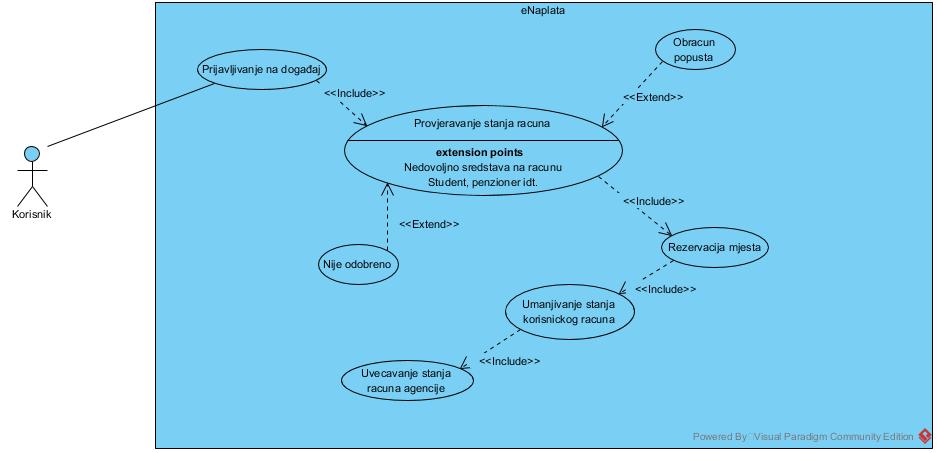 eNaplata
Prijavljivanje na događaj
Obracun
popusta
<<Include>>
<<Extend>>
Provjeravanje stanja racuna
extension points
Nedovoljno sredstava na racunu
Student, penzioner idt.
Korisnik
<<Include>>
<<Extend>>
Rezervacija mjesta
Nije odobreno
<<Include>>
Umanjivanje stanja
korisnickog racuna
<<Include>>
Uvecavanje stanja
racuna agencije
Powered By Visual Paradigm Community Edition